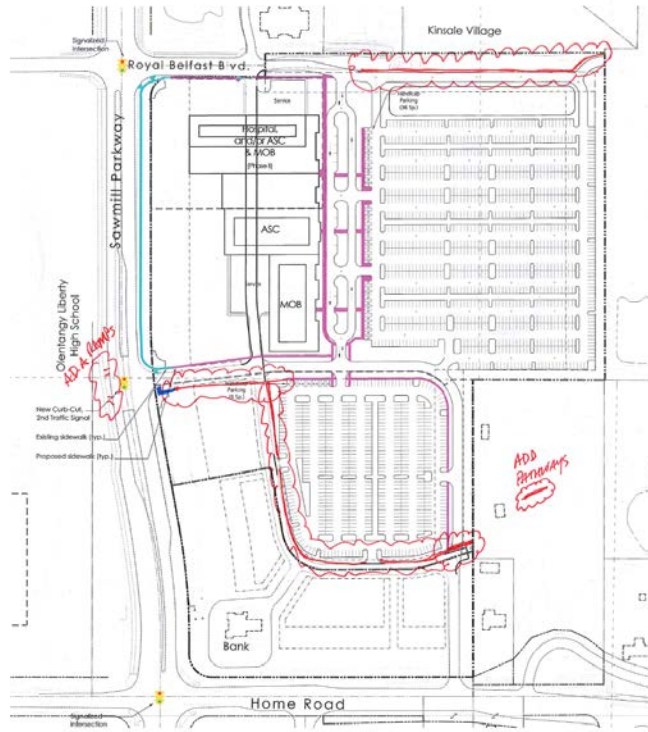 Kinsale Village
Signalized
Intersection
Royal Belfast Blvd.
Sawmill Parkway
Service
Handicap
Parking
Hospital,
and/or ASC
& MOB
(Phase II)
ASC
MOB
Olentangy Liberty
High School
ADA RAMPS
New Curb-Cut,
2nd Traffic Signal
Existing sidewalk (typ.)
Proposed sidewalk (typ.)
Parking
ADD
PATHWAYS
Bank
Home Road
Signalized
Intersection